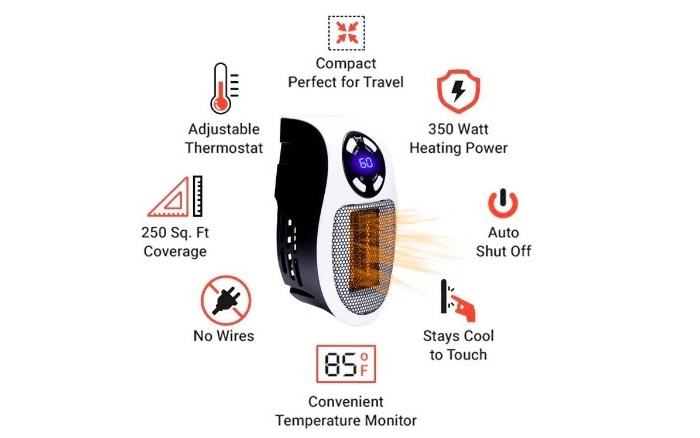 Compact
Perfect for Travel
Adjustable
Thermostat
350 Watt
Heating Power
60
250 Sq. Ft
Coverage
Auto
Shut Off
No Wires
Stays Cool
to Touch
85°F
Convenient
Temperature Monitor